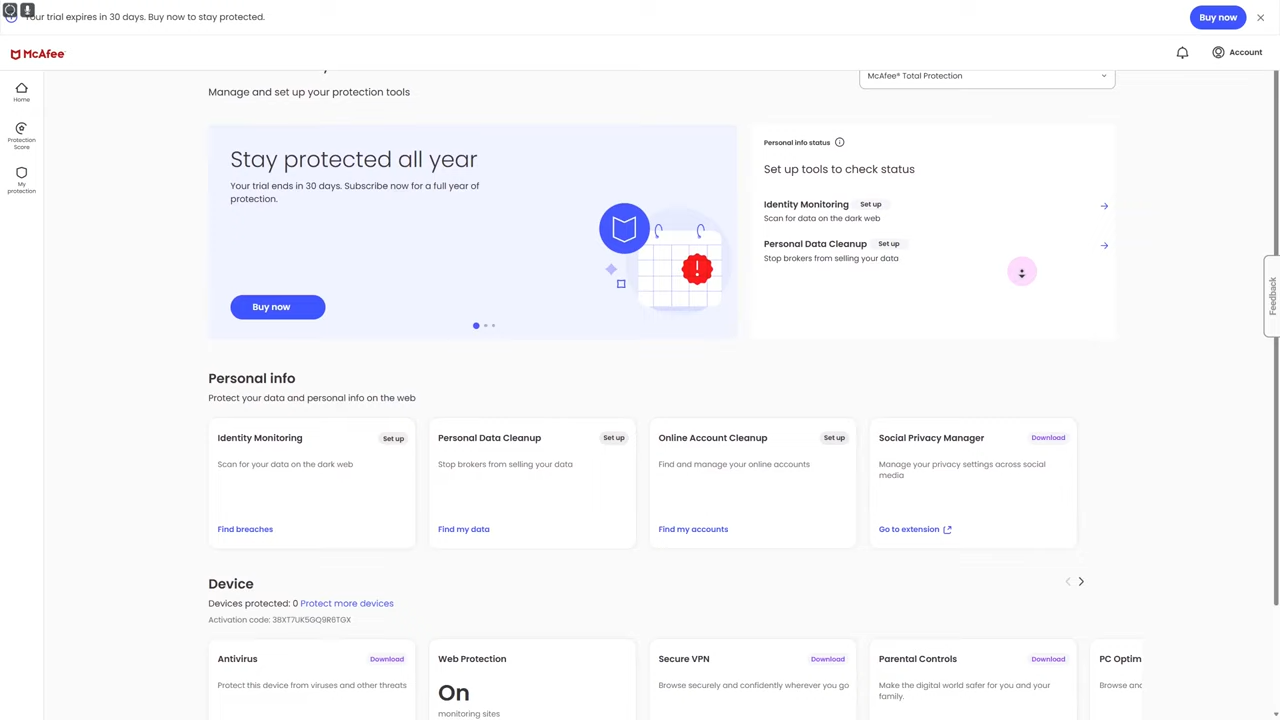 Your trial expires in 30 days. Buy now to stay protected.
Buy now
McAfee
Account
Home
Protection
Score
My
protection
McAfee® Total Protection
Manage and set up your protection tools
Stay protected all year
Your trial ends in 30 days. Subscribe now for a full year of
protection.
Buy now
Personal info status
Set up tools to check status
Identity Monitoring Set up
Scan for data on the dark web
Personal Data Cleanup Set up
Stop brokers from selling your data
Feedback
Personal info
Protect your data and personal info on the web
Identity Monitoring Set up
Scan for your data on the dark web
Find breaches
Personal Data Cleanup Set up
Stop brokers from selling your data
Find my data
Online Account Cleanup Set up
Find and manage your online accounts
Find my accounts
Social Privacy Manager Download
Manage your privacy settings across social
media
Go to extension
Device
Devices protected: 0 Protect more devices
Activation code: 38XT7UK5GQ9R6TGX
Antivirus Download
Protect this device from viruses and other threats
Web Protection
On
monitoring sites
Secure VPN Download
Browse securely and confidently wherever you go
Parental Controls Download
Make the digital world safer for you and your
family.
PC Optim
Browse and